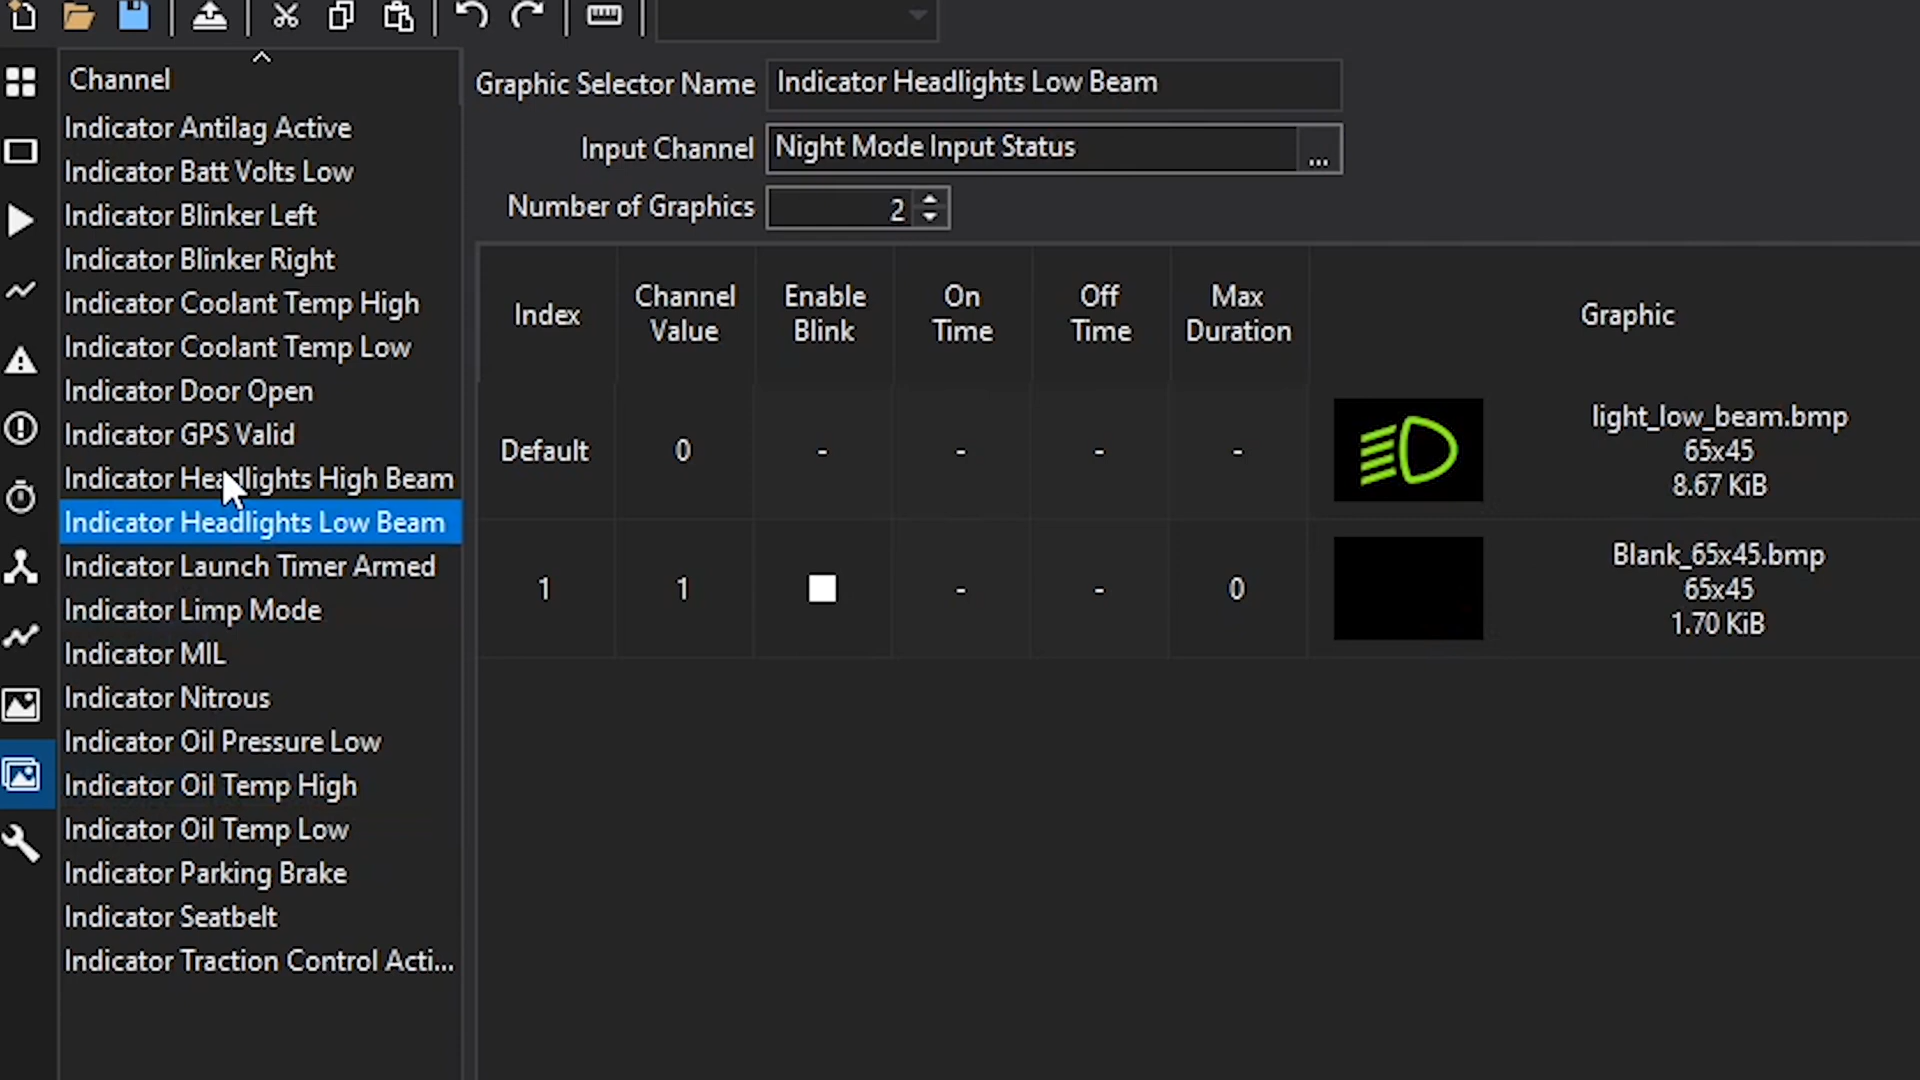 Channel
Indicator Antilag Active
Indicator Batt Volts Low
Indicator Blinker Left
Indicator Blinker Right
Indicator Coolant Temp High
Indicator Coolant Temp Low
Indicator Door Open
Indicator GPS Valid
Indicator Headlights High Beam
Indicator Headlights Low Beam
Indicator Launch Timer Armed
Indicator Limp Mode
Indicator MIL
Indicator Nitrous
Indicator Oil Pressure Low
Indicator Oil Temp High
Indicator Oil Temp Low
Indicator Parking Brake
Indicator Seatbelt
Indicator Traction Control Acti...
Graphic Selector Name Indicator Headlights Low Beam
Input Channel Night Mode Input Status ...
Number of Graphics 2
Index Channel Value Enable Blink On Time Off Time Max Duration Graphic
Default 0 - - - - light_low_beam.bmp
65x45
8.67 KiB
1 1 - - 0 Blank_65x45.bmp
65x45
1.70 KiB